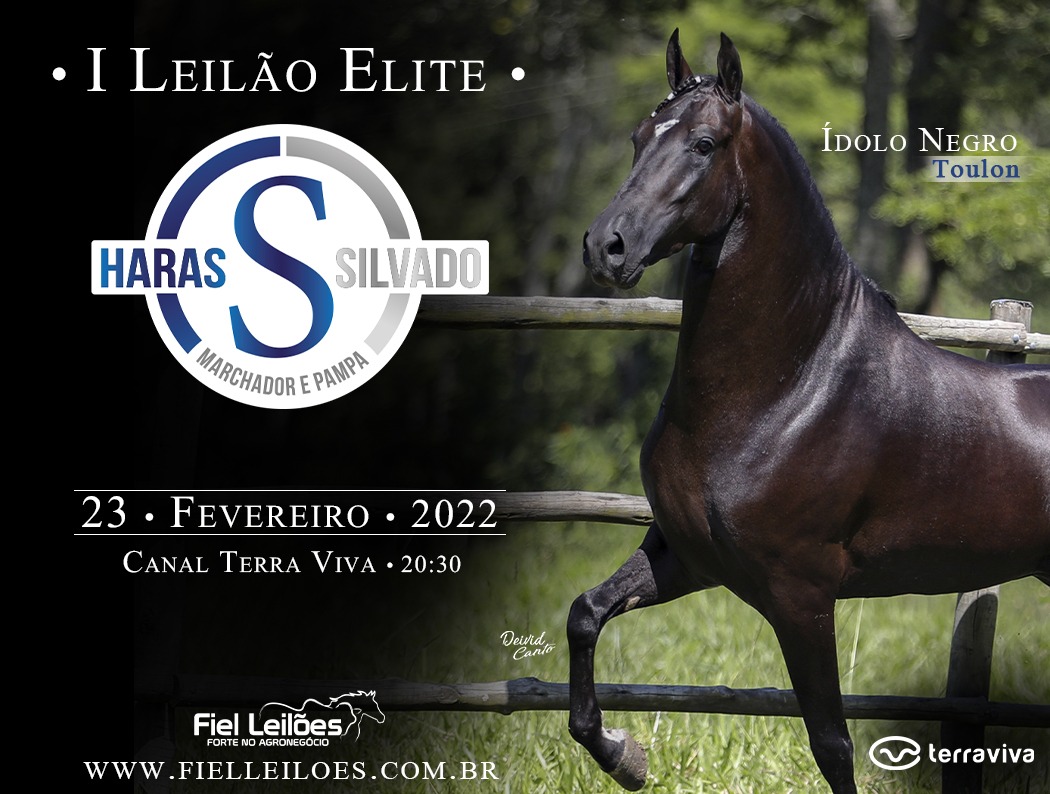 • I Leilão Elite •
Ídolo Negro
Toulon
HARAS S SILVADO
MARCHADOR E PAMPA
23 • Fevereiro • 2022
Canal Terra Viva • 20:30
Deivid
Canto
Fiel Leilões
FORTE NO AGRONEGÓCIO
www.fielleiloes.com.br
terraviva